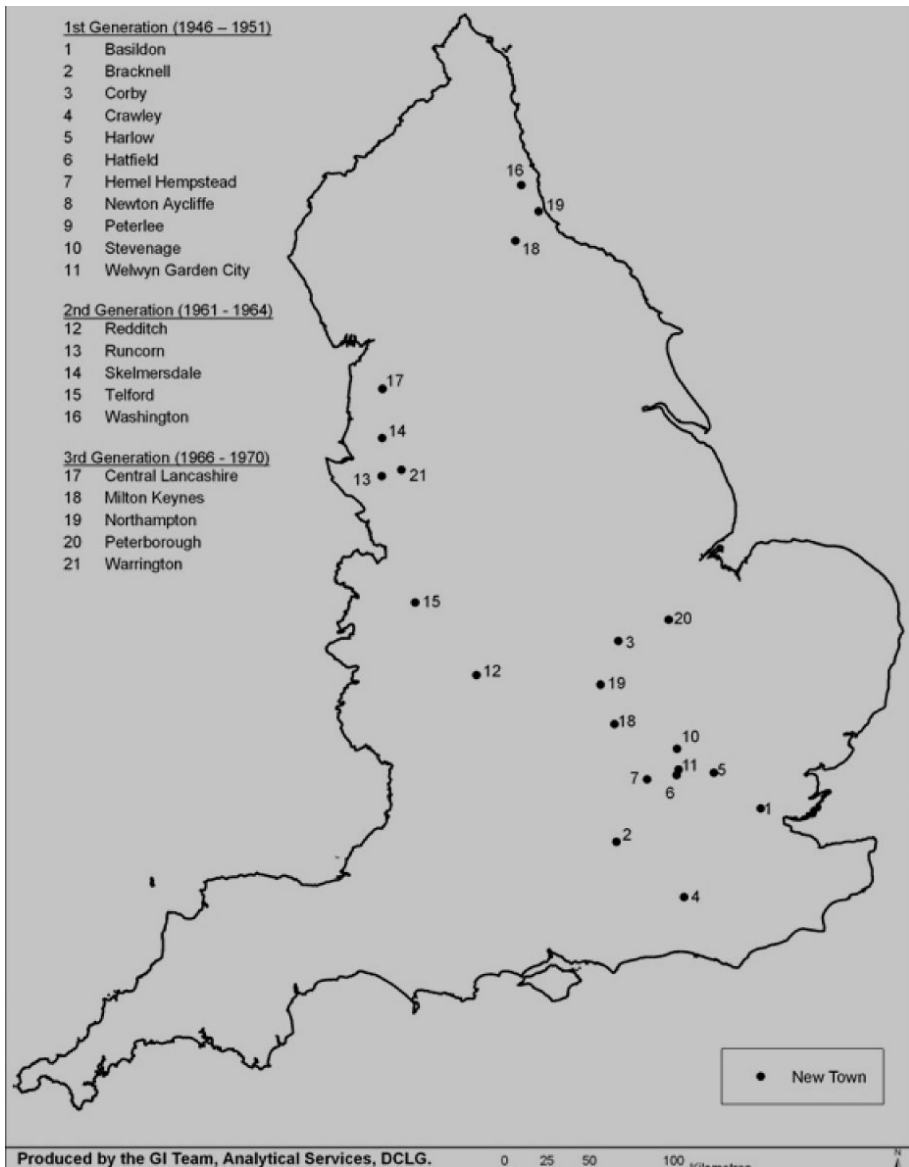 1st Generation (1946 – 1951)
1 Basildon
2 Bracknell
3 Corby
4 Crawley
5 Harlow
6 Hatfield
7 Hemel Hempstead
8 Newton Aycliffe
9 Peterlee
10 Stevenage
11 Welwyn Garden City
2nd Generation (1961 - 1964)
12 Redditch
13 Runcorn
14 Skelmersdale
15 Telford
16 Washington
3rd Generation (1966 - 1970)
17 Central Lancashire
18 Milton Keynes
19 Northampton
20 Peterborough
21 Warrington
16
19
18
17
14
13 21
15
20
3
12
19
18
10
11 5
7
6
1
2
4
New Town
Produced by the GI Team, Analytical Services, DCLG.
0 25 50 100 Kilometres
N